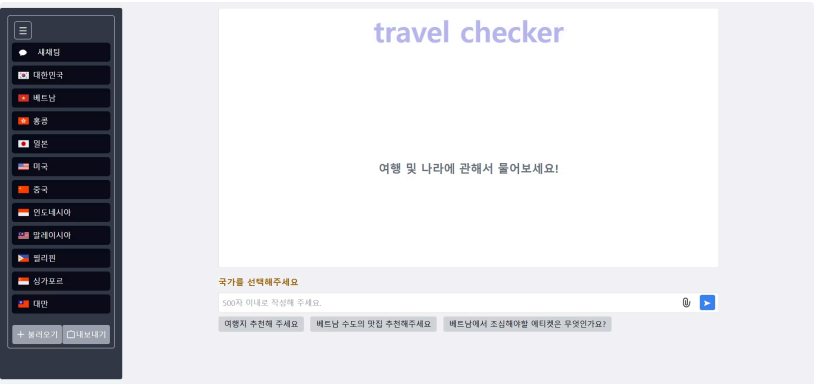 새채팅
대한민국
베트남
홍콩
일본
미국
중국
인도네시아
말레이시아
필리핀
싱가포르
대만
불러오기 내보내기
travel checker
여행 및 나라에 관해서 물어보세요!
국가를 선택해주세요
500자 이내로 작성해 주세요.
여행지 추천해 주세요 베트남 수도의 맛집 추천해주세요 베트남에서 조심해야할 에티켓은 무엇인가요?